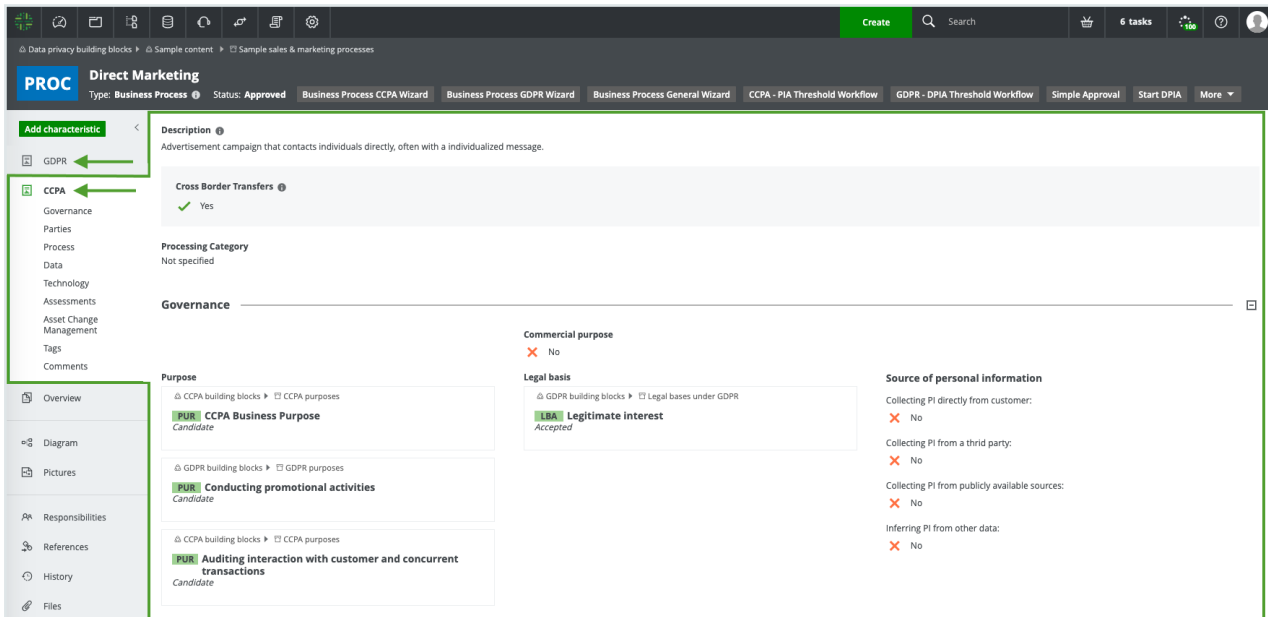 Create
Search
6 tasks
100
Data privacy building blocks Sample content Sample sales & marketing processes
PROC
Direct Marketing
Type: Business Process Status: Approved
Business Process CCPA Wizard
Business Process GDPR Wizard
Business Process General Wizard
CCPA - PIA Threshold Workflow
GDPR - DPIA Threshold Workflow
Simple Approval
Start DPIA
More
Add characteristic
GDPR
CCPA
Governance
Parties
Process
Data
Technology
Assessments
Asset Change
Management
Tags
Comments
Overview
Diagram
Pictures
Responsibilities
References
History
Files
Description
Advertisement campaign that contacts individuals directly, often with a individualized message.
Cross Border Transfers
Yes
Processing Category
Not specified
Governance
Commercial purpose
No
Purpose
CCPA building blocks CCPA purposes
PUR CCPA Business Purpose
Candidate
GDPR building blocks GDPR purposes
PUR Conducting promotional activities
Candidate
CCPA building blocks CCPA purposes
PUR Auditing interaction with customer and concurrent
transactions
Candidate
Legal basis
GDPR building blocks Legal bases under GDPR
LBA Legitimate interest
Accepted
Source of personal information
Collecting PI directly from customer:
No
Collecting PI from a thrid party:
No
Collecting PI from publicly available sources:
No
Inferring PI from other data:
No